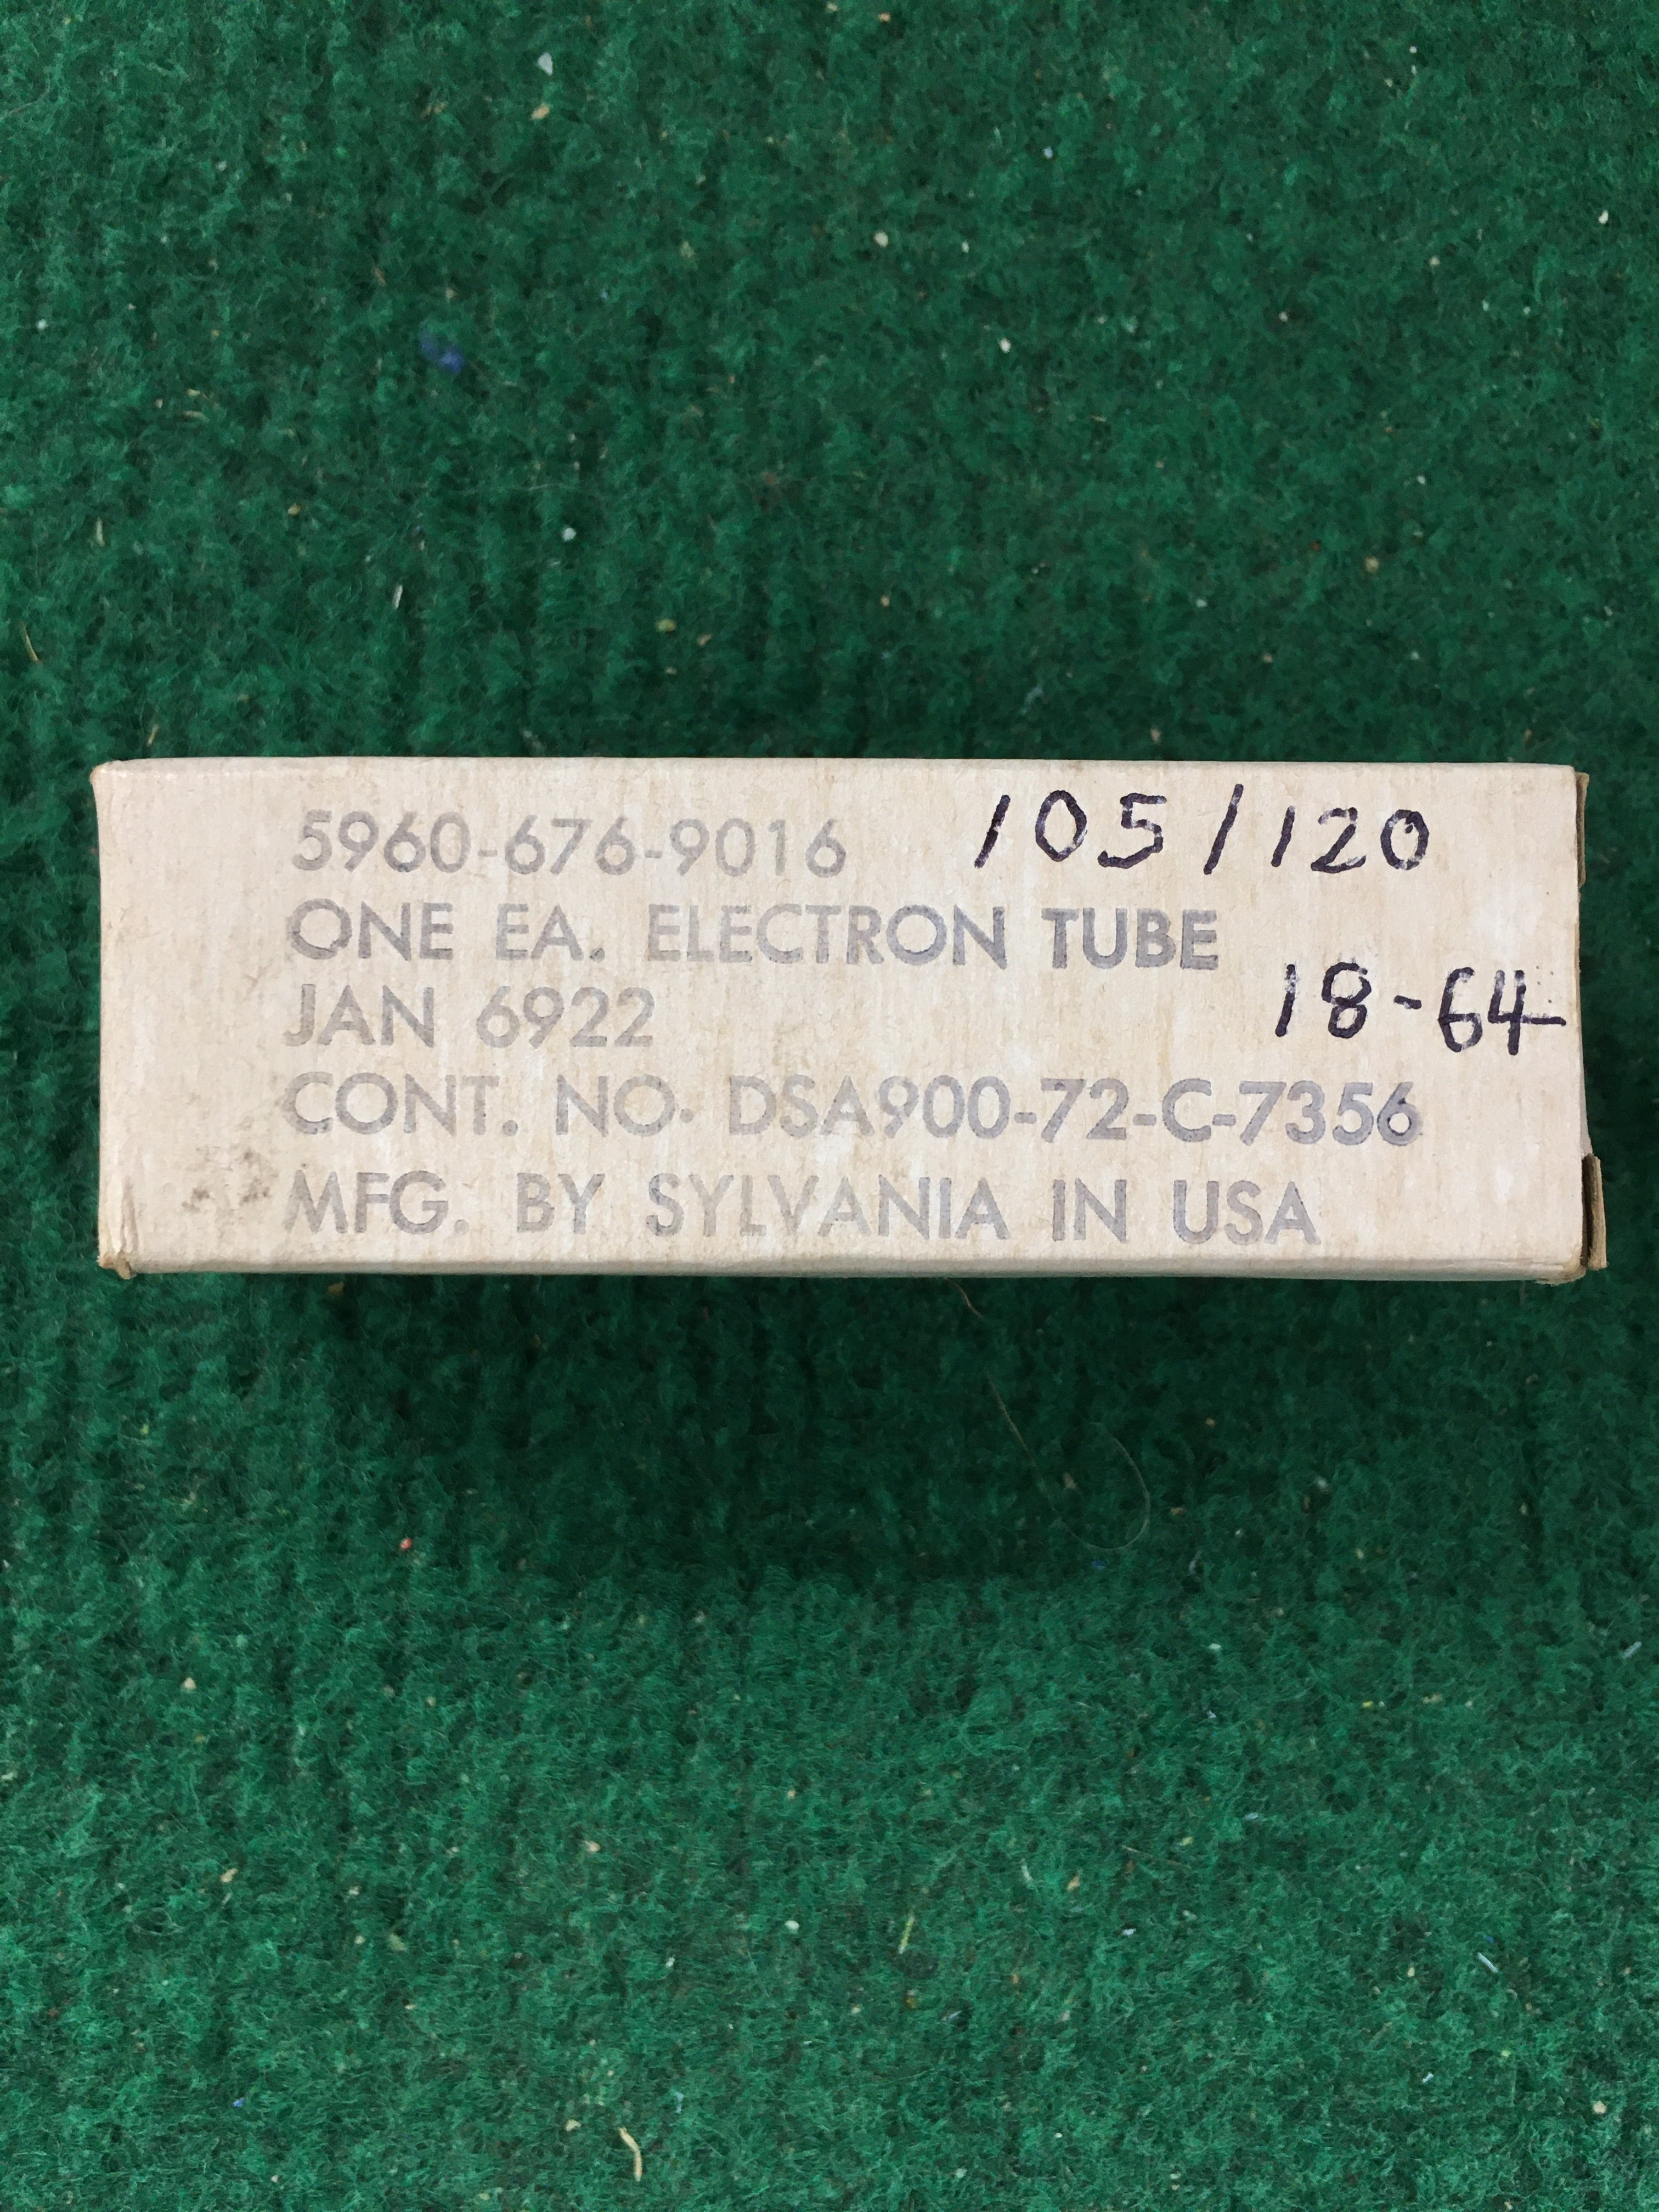 5960-676-9016 105/120
ONE EA. ELECTRON TUBE
JAN 6922 18-64
CONT. NO. DSA900-72-C-7356
MFG. BY SYLVANIA IN USA